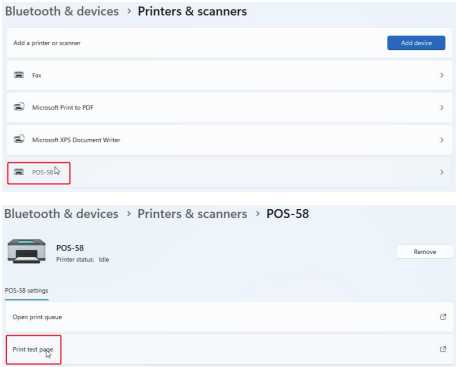 Bluetooth & devices > Printers & scanners
Add a printer or scanner
Add device
Fax
Microsoft Print to PDF
Microsoft XPS Document Writer
POS-58
Bluetooth & devices > Printers & scanners > POS-58
POS-58
Printer status: Idle
Remove
POS-58 settings
Open print queue
Print test page